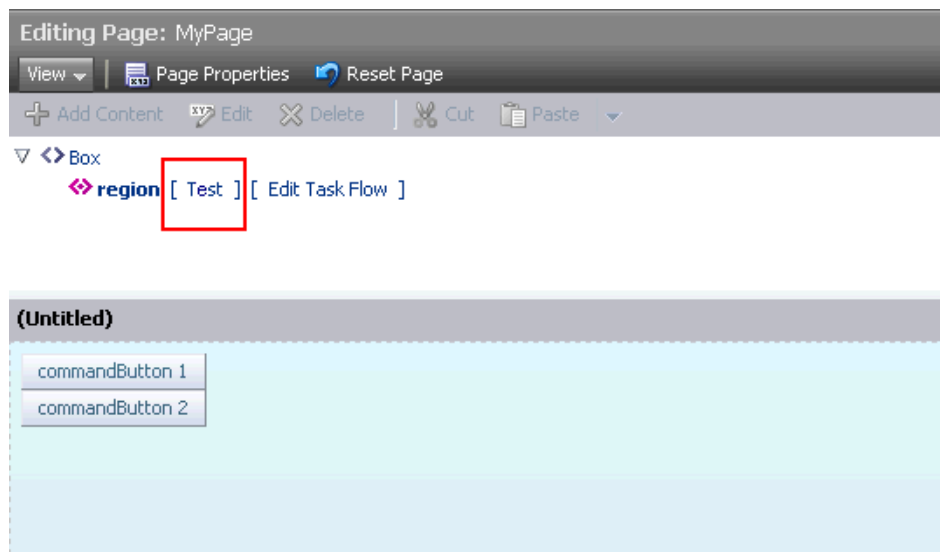 Editing Page: MyPage
View Page Properties Reset Page
Add Content Edit Delete Cut Paste
Box
region [ Test ] [ Edit Task Flow ]
(Untitled)
commandButton 1
commandButton 2